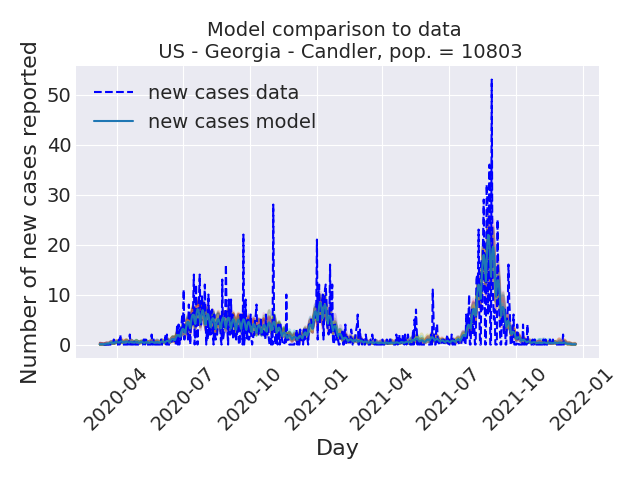 Model comparison to data
US - Georgia - Candler, pop. = 10803
Number of new cases reported
50
40
30
20
10
0
new cases data
new cases model
2020-04
2020-07
2020-10
2021-01
2021-04
2021-07
2021-10
2022-01
Day